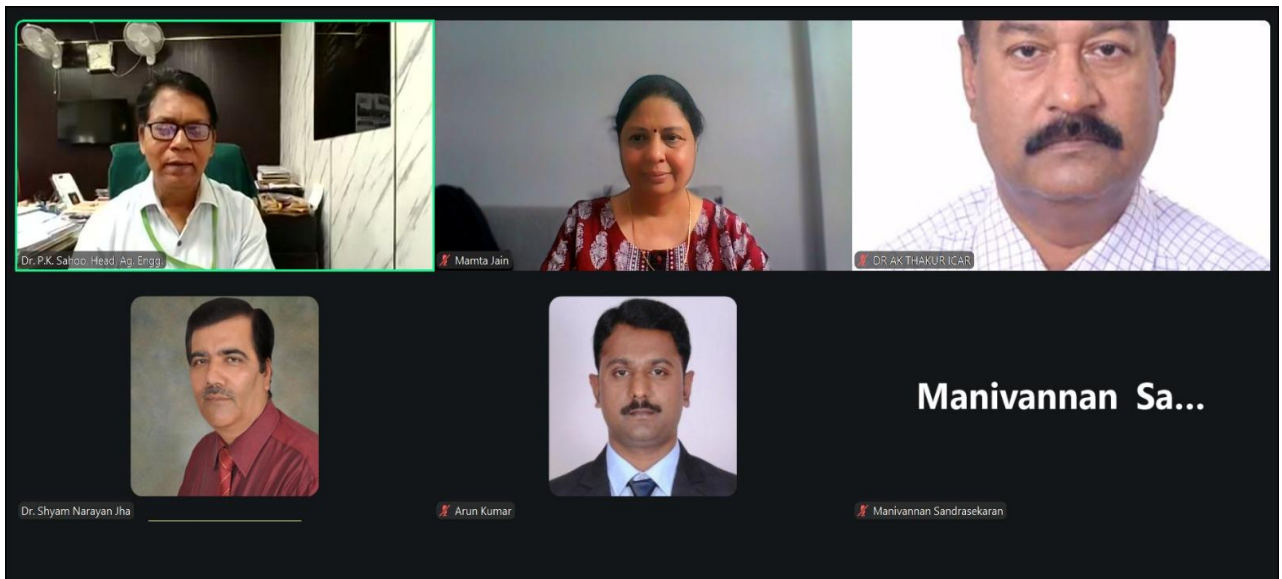 Dr. P.K. Sahoo, Head, Ag. Engg.
Mamta Jain
DR AK THAKUR ICAR
Manivannan Sa...
Dr. Shyam Narayan Jha
Arun Kumar
Manivannan Sandrasekaran